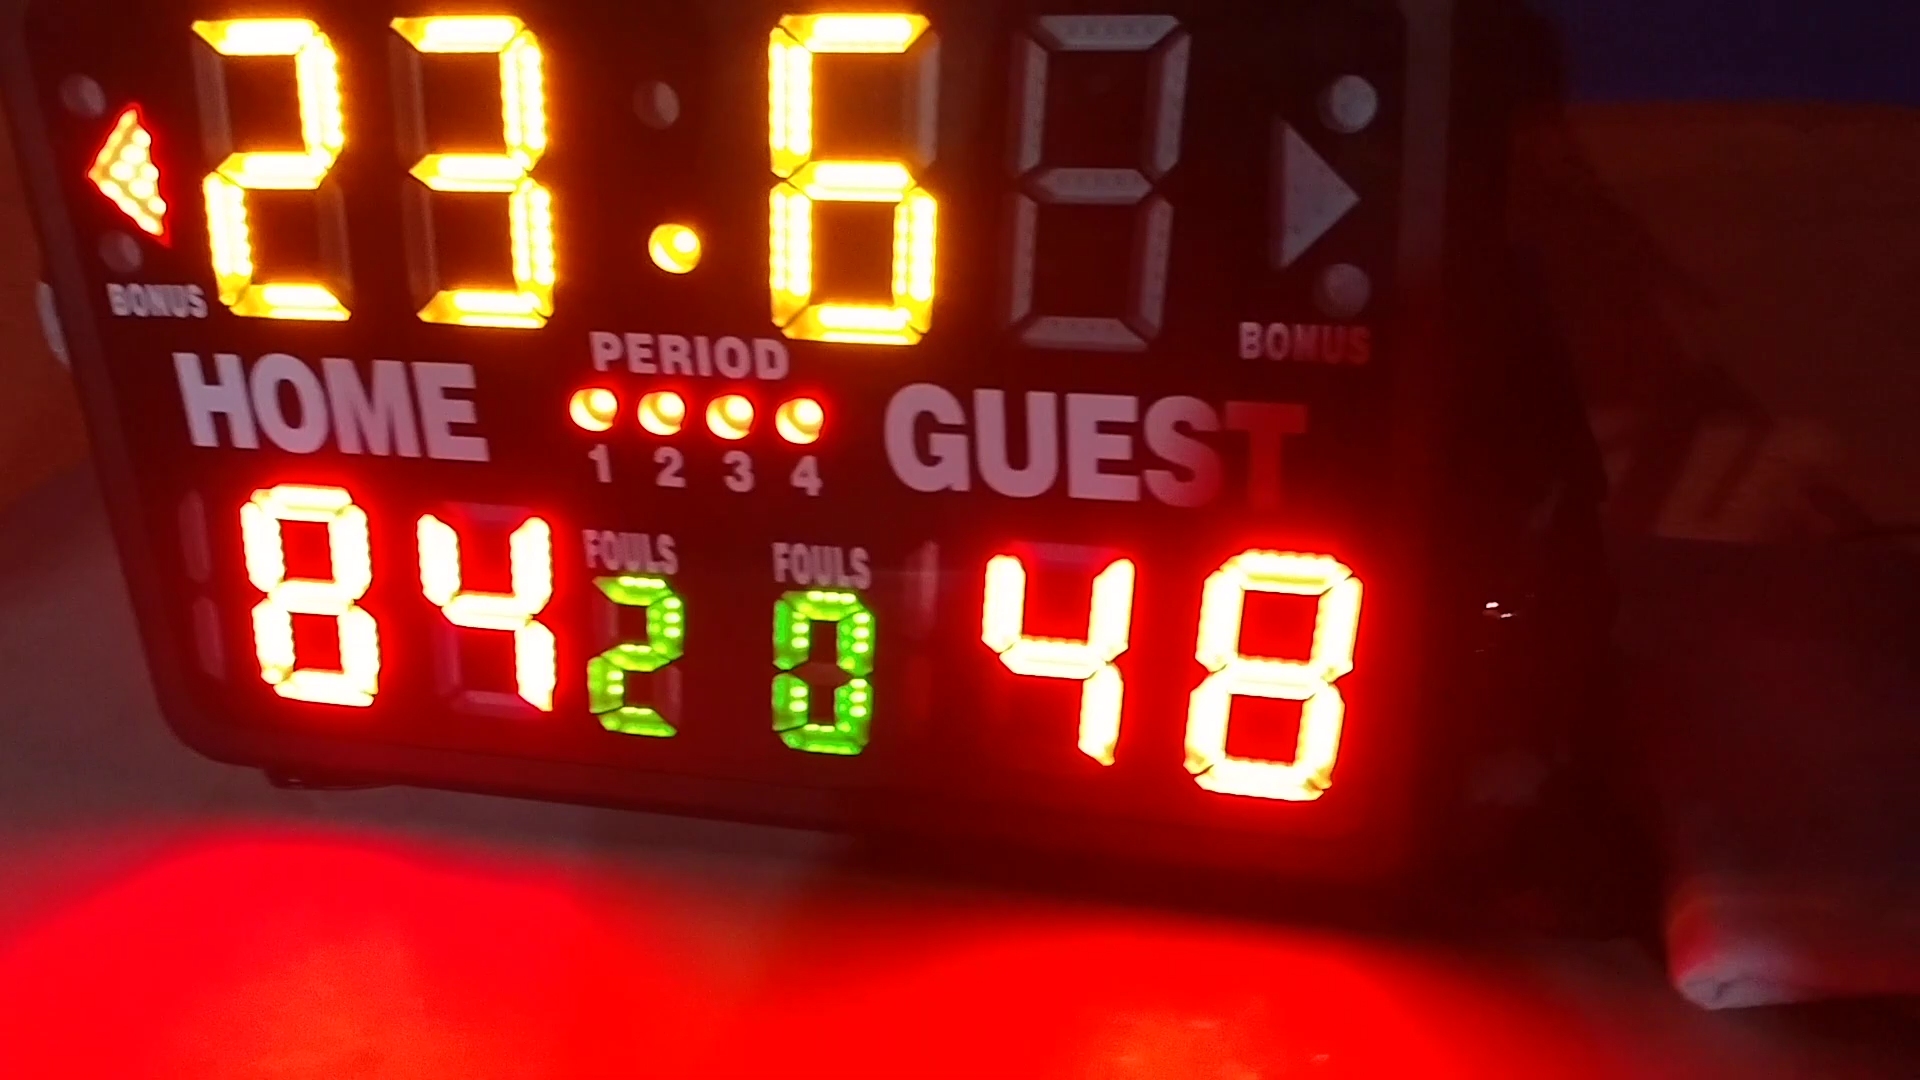 23.6
BONUS
BONUS
PERIOD
HOME
GUEST
1 2 3 4
FOULS
FOULS
84
2
0
48